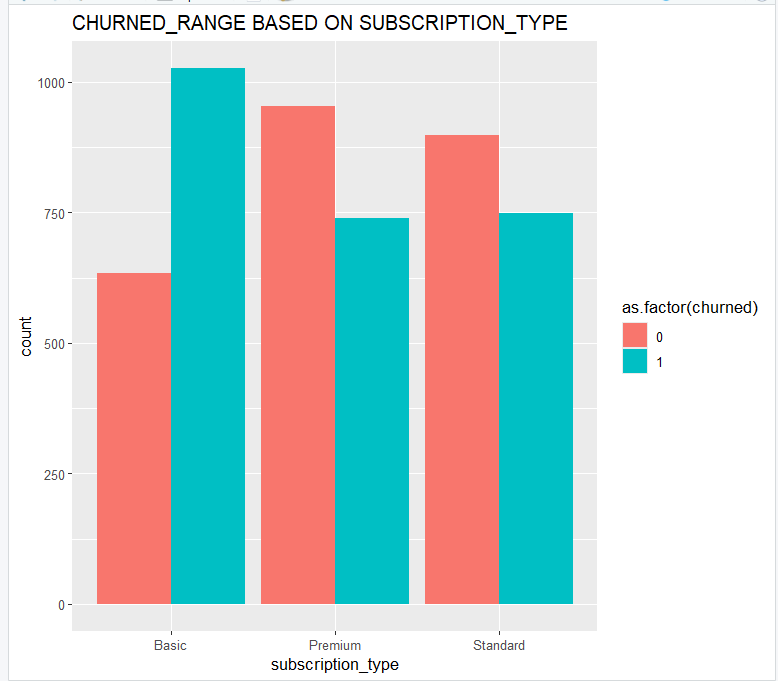 CHURNED_RANGE BASED ON SUBSCRIPTION_TYPE
1000
750
500
250
0
count
Basic Premium Standard
subscription_type
as.factor(churned)
0
1